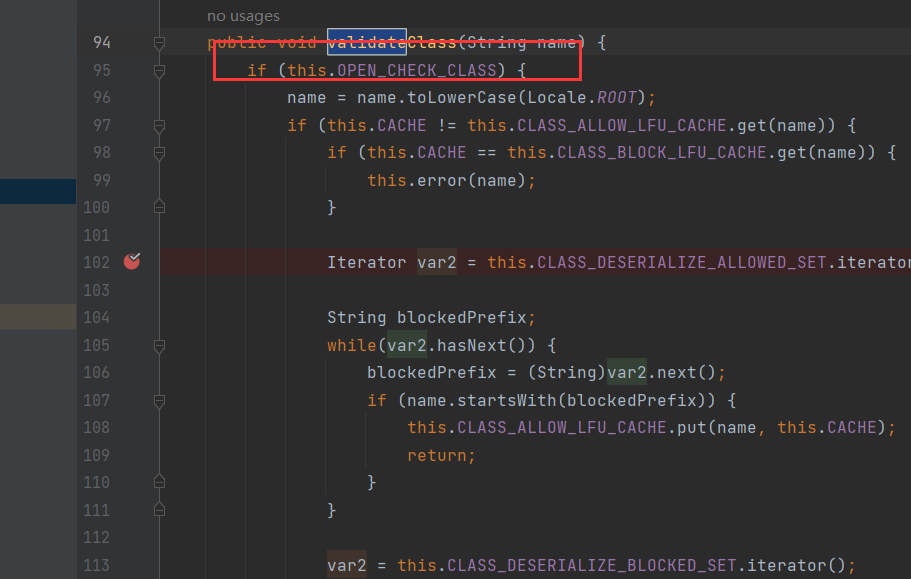 no usages
94 public void validateClass(String name) {
95 if (this.OPEN_CHECK_CLASS) {
96 name = name.toLowerCase(Locale.ROOT);
97 if (this.CACHE != this.CLASS_ALLOW_LFU_CACHE.get(name)) {
98 if (this.CACHE == this.CLASS_BLOCK_LFU_CACHE.get(name)) {
99 this.error(name);
100 }
101
102 Iterator var2 = this.CLASS_DESERIALIZE_ALLOWED_SET.iterator
103
104 String blockedPrefix;
105 while(var2.hasNext()) {
106 blockedPrefix = (String)var2.next();
107 if (name.startsWith(blockedPrefix)) {
108 this.CLASS_ALLOW_LFU_CACHE.put(name, this.CACHE);
109 return;
110 }
111 }
112
113 var2 = this.CLASS_DESERIALIZE_BLOCKED_SET.iterator();